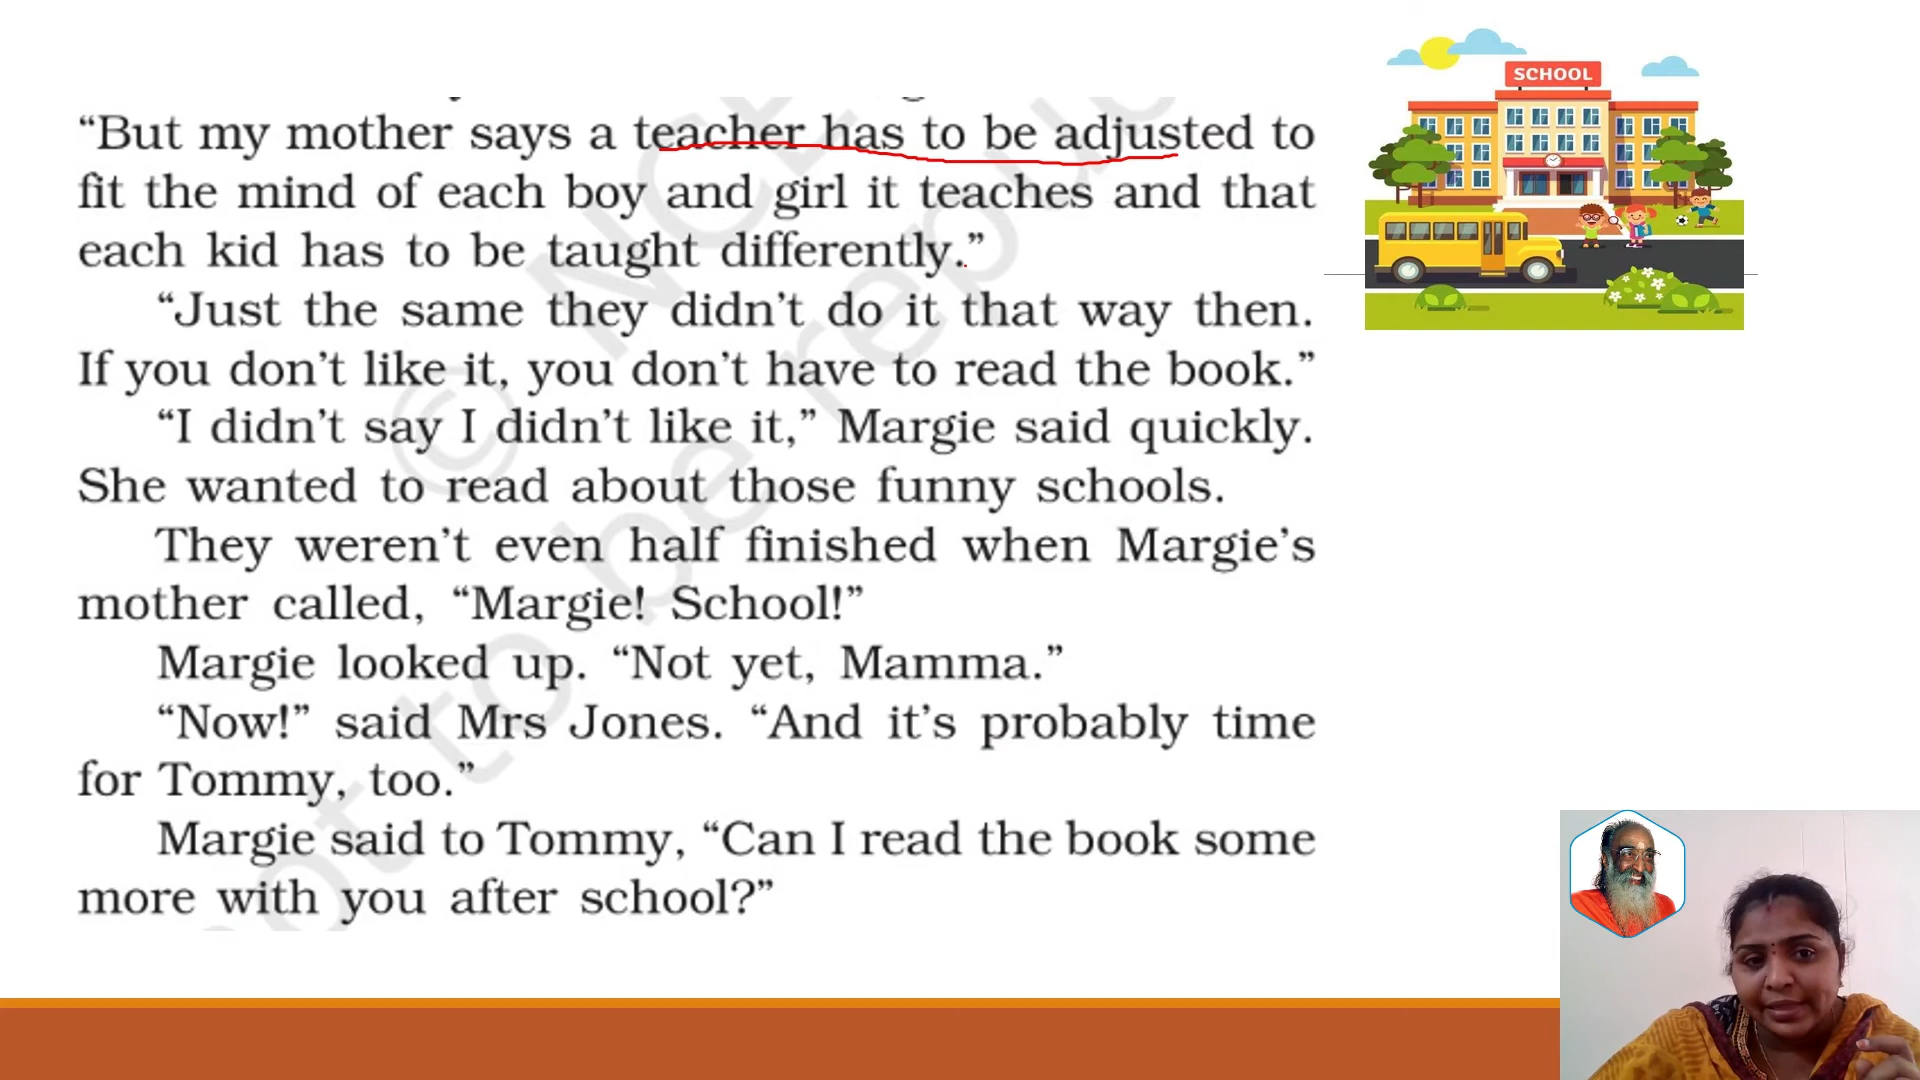 “But my mother says a teacher has to be adjusted to
fit the mind of each boy and girl it teaches and that
each kid has to be taught differently.”
“Just the same they didn’t do it that way then.
If you don’t like it, you don’t have to read the book.”
“I didn’t say I didn’t like it,” Margie said quickly.
She wanted to read about those funny schools.
They weren’t even half finished when Margie’s
mother called, “Margie! School!”
Margie looked up. “Not yet, Mamma.”
“Now!” said Mrs Jones. “And it’s probably time
for Tommy, too.”
Margie said to Tommy, “Can I read the book some
more with you after school?”
SCHOOL